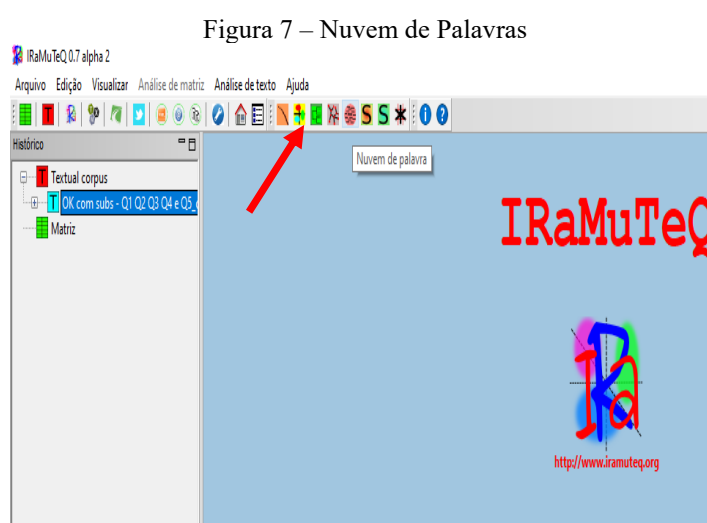 Figura 7 – Nuvem de Palavras
IRaMuTeQ 0.7 alpha 2
Arquivo Edição Visualizar Análise de matriz Análise de texto Ajuda
Histórico
Nuvem de palavra
Textual corpus
OK com subs - Q1 Q2 Q3 Q4 e Q5_
Matriz
IRaMuTeQ
IRa
http://www.iramuteq.org